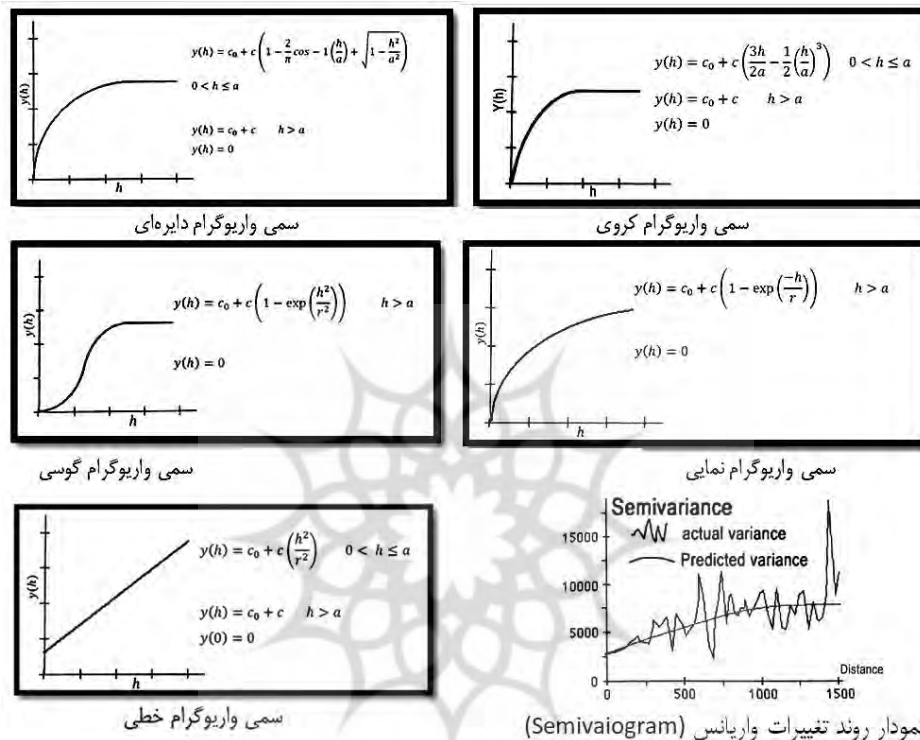 y(h) = c₀ + c(1 − 2/π cos − 1(h/a) + √(1 − h²/a²))
0 < h ≤ a
y(h) = c₀ + c h > a
y(h) = 0
y(h)
h
سمی واریوگرام دایره‌ای
y(h) = c₀ + c(3h/2a − 1/2(h/a)³) 0 < h ≤ a
y(h) = c₀ + c h > a
y(h) = 0
Y(h)
h
سمی واریوگرام کروی
y(h) = c₀ + c(1 − exp(h²/r²)) h > a
y(h) = 0
y(h)
h
سمی واریوگرام گوسی
y(h) = c₀ + c(1 − exp(−h/r)) h > a
y(h) = 0
y(h)
h
سمی واریوگرام نمایی
y(h) = c₀ + c(h²/r²) 0 < h ≤ a
y(h) = c₀ + c h > a
y(0) = 0
y(h)
h
سمی واریوگرام خطی
Semivariance
actual variance
Predicted variance
15000
10000
5000
0
0 500 1000 1500
Distance
نمودار روند تغییرات واریانس (Semivaiogram)